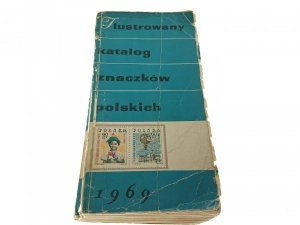 Ilustrowany
katalog
znaczków
polskich
POLSKA POLSKA
1969